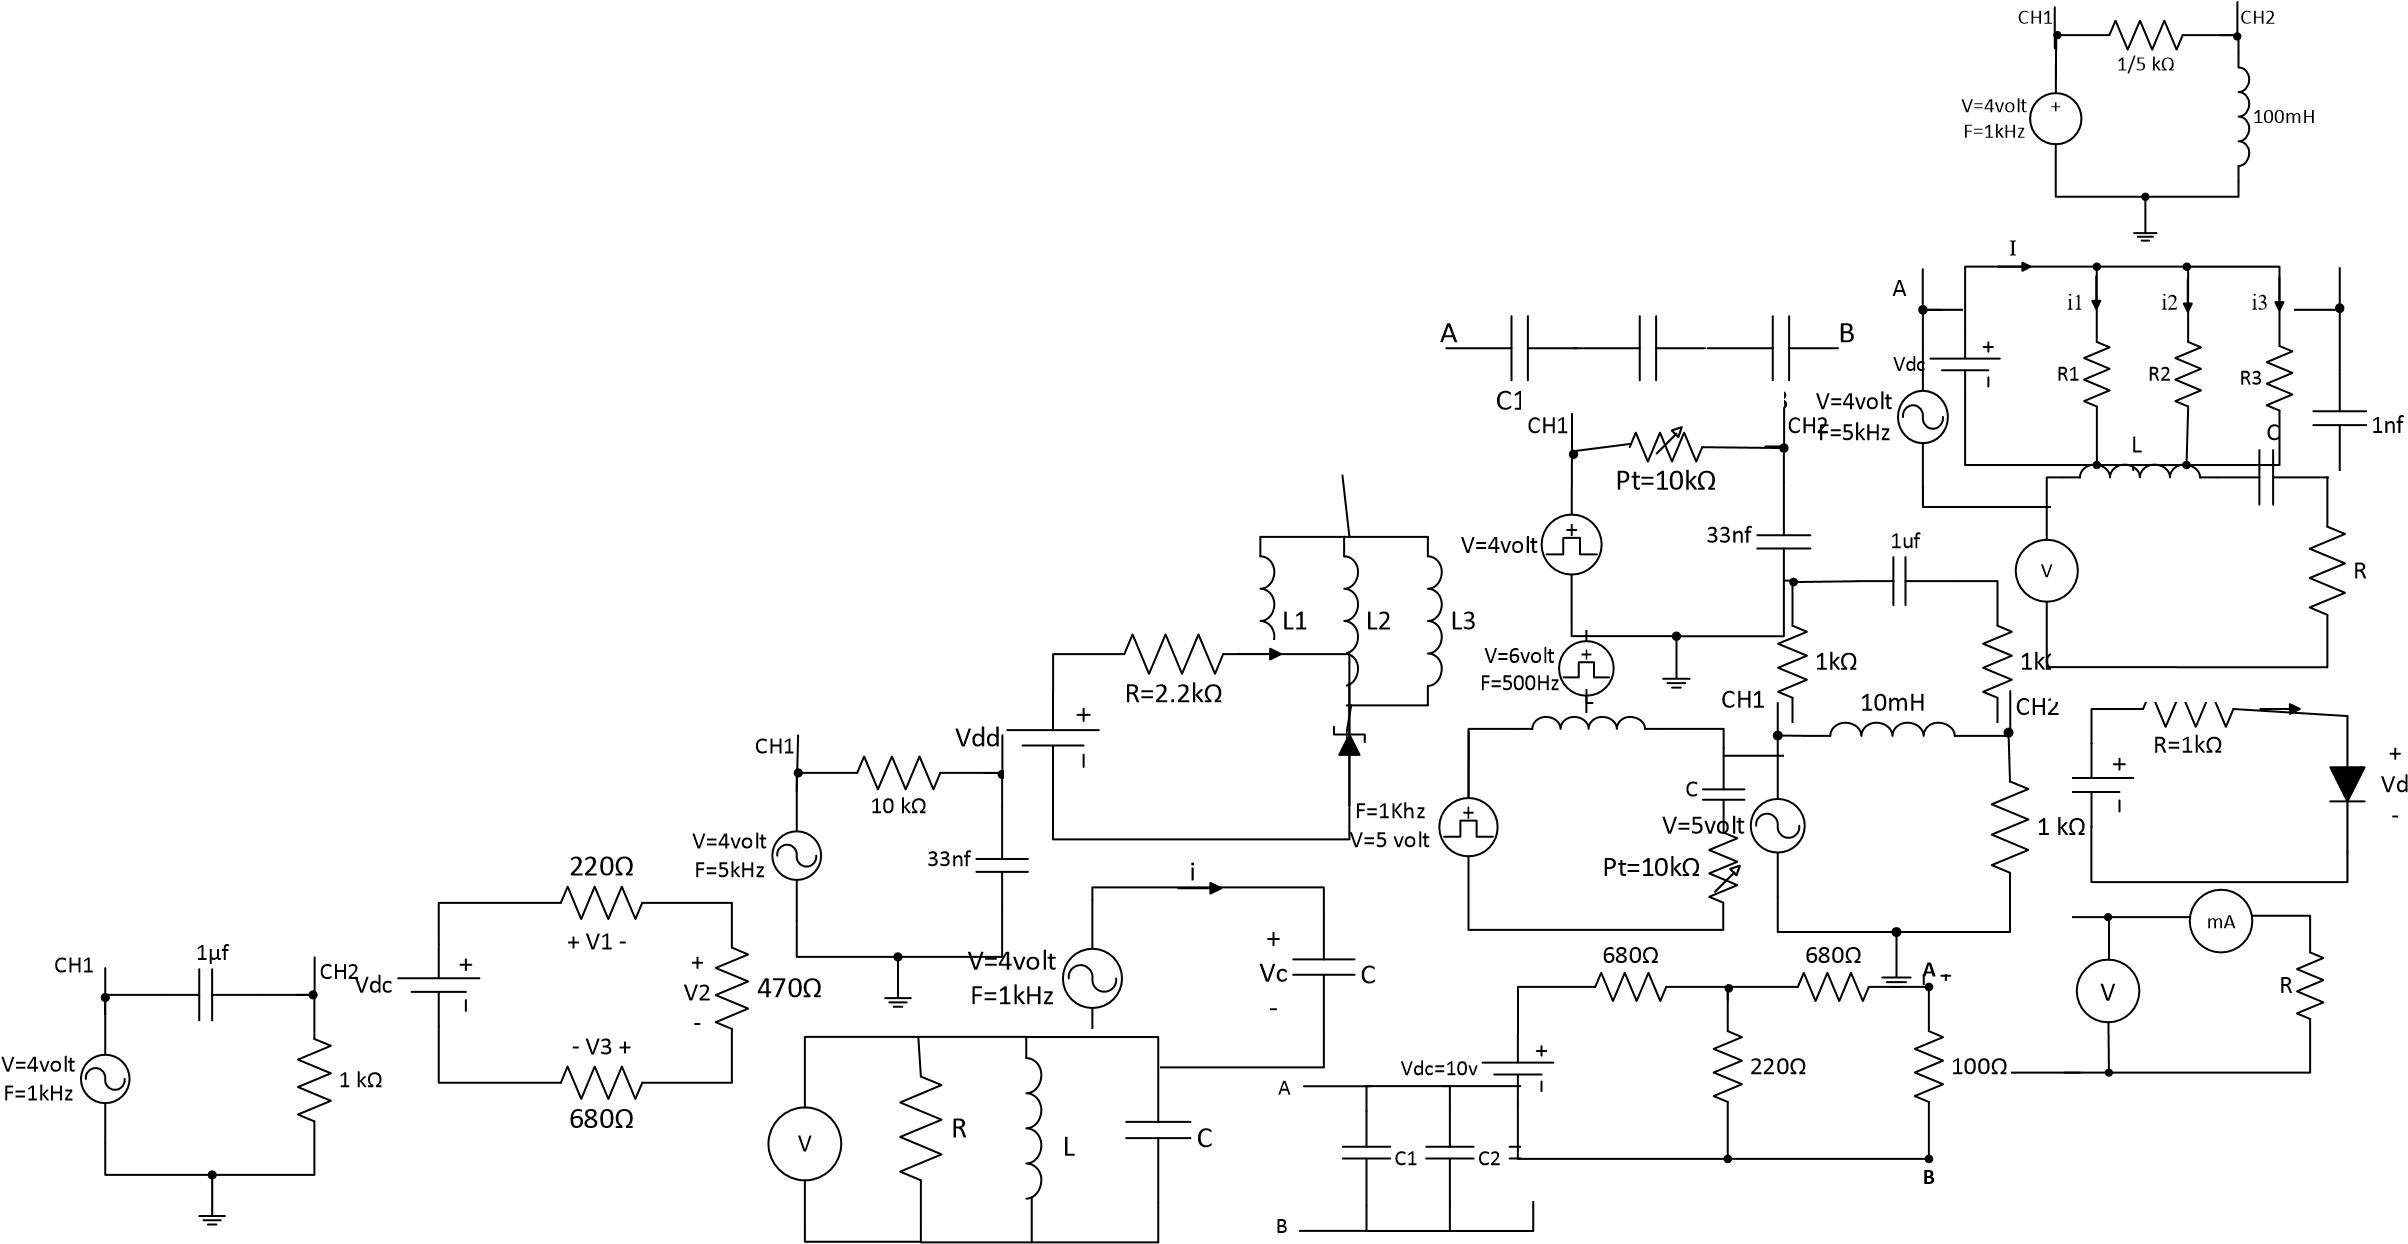 CH1
CH2
1/5 kΩ
V=4volt
F=1kHz
+
100mH
I
A
i1
i2
i3
Vdc
+
R1
R2
R3
V=4volt
F=5kHz
1nf
A
B
C1
CH1
CH2
Pt=10kΩ
V=4volt
+
33nf
L
C
V
R
1uf
1kΩ
1k
V=6volt
F=500Hz
+
L1
L2
L3
R=2.2kΩ
Vdd
+
F=1Khz
V=5 volt
+
C
Pt=10kΩ
CH1
10mH
CH2
V=5volt
1 kΩ
R=1kΩ
+
+
Vd
-
CH1
10 kΩ
V=4volt
F=5kHz
33nf
i
V=4volt
F=1kHz
+
Vc
-
C
220Ω
+ V1 -
Vdc
+
+
V2
-
470Ω
- V3 +
680Ω
CH1
1µf
CH2
V=4volt
F=1kHz
1 kΩ
V
R
L
C
680Ω
680Ω
A
+
Vdc=10v
+
220Ω
100Ω
B
A
C1
C2
B
mA
V
R